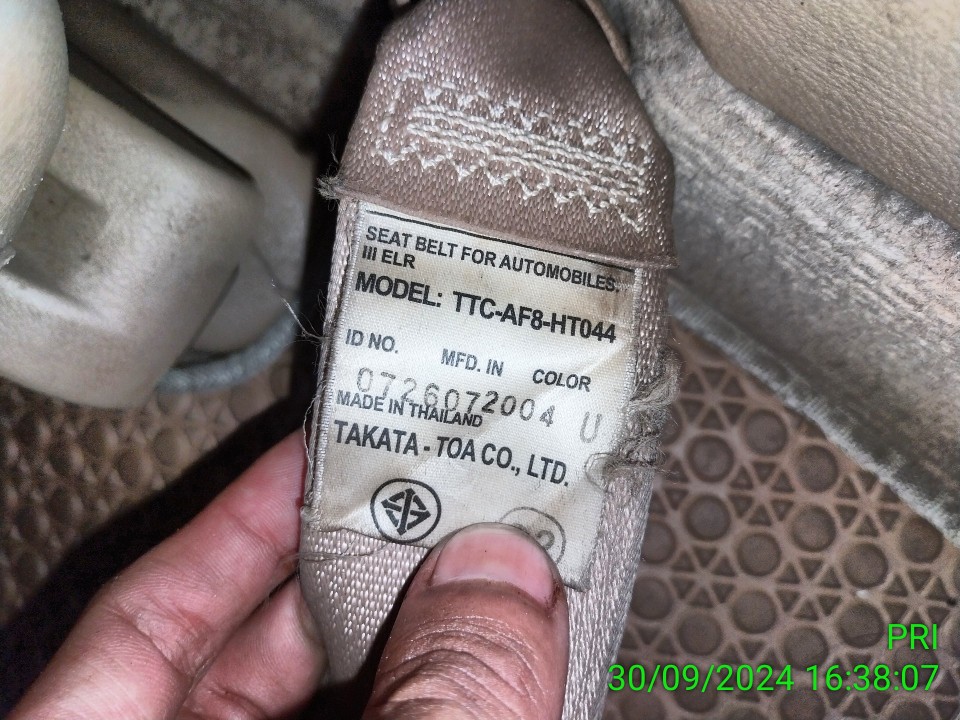 SEAT BELT FOR AUTOMOBILES.
III ELR
MODEL: TTC-AF8-HT044
ID NO. MFD. IN COLOR
0726072004 U
MADE IN THAILAND
TAKATA - TOA CO., LTD.
PRI
30/09/2024 16:38:07